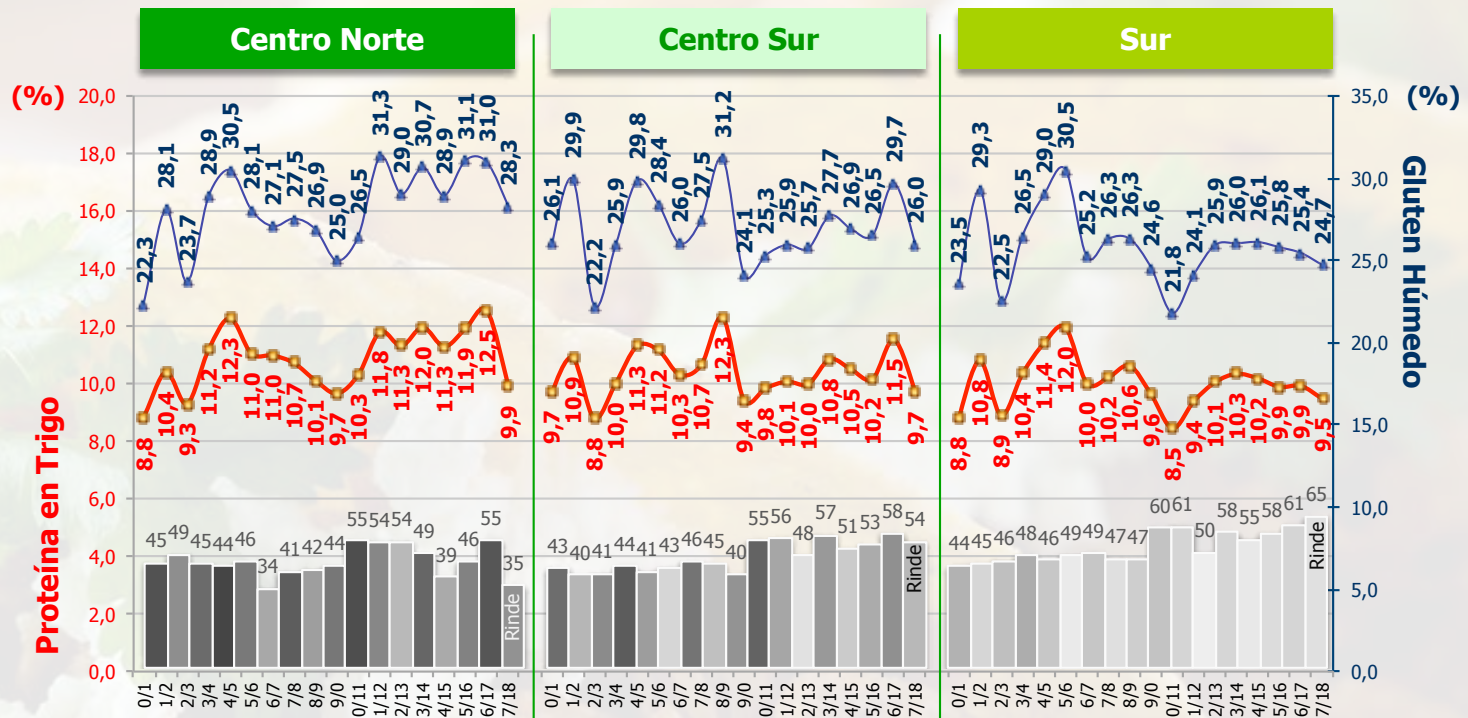 Centro Norte
Centro Sur
Sur
(%)
(%)
Proteína en Trigo
Gluten Húmedo
20,0
18,0
16,0
14,0
12,0
10,0
8,0
6,0
4,0
2,0
0,0
22,3 28,1 23,7 28,9 30,5 28,1 27,1 27,5 26,9 25,0 26,5 31,3 29,0 30,7 28,9 31,1 31,0 28,3
8,8 10,4 9,3 11,2 12,3 11,0 11,0 10,7 10,1 9,7 10,3 11,8 11,3 12,0 11,3 11,9 12,5 9,9
45 49 45 44 46 34 41 42 44 55 54 54 49 39 46 55 35
Rinde
0/1 1/2 2/3 3/4 4/5 5/6 6/7 7/8 8/9 9/0 0/11 1/12 2/13 3/14 4/15 5/16 6/17 7/18
26,1 29,9 22,2 25,9 29,8 28,4 26,0 27,5 31,2 24,1 25,3 25,9 25,7 27,7 26,9 26,5 29,7 26,0
9,7 10,9 8,8 10,0 11,3 11,2 10,3 10,7 12,3 9,4 9,8 10,1 10,0 10,8 10,5 10,2 11,5 9,7
43 40 41 44 41 43 46 45 40 55 56 48 57 51 53 58 54
Rinde
0/1 1/2 2/3 3/4 4/5 5/6 6/7 7/8 8/9 9/0 0/11 1/12 2/13 3/14 4/15 5/16 6/17 7/18
23,5 29,3 22,5 26,5 29,0 30,5 25,2 26,3 26,3 24,6 21,8 24,1 25,9 26,0 26,1 25,8 25,4 24,7
8,8 10,8 8,9 10,4 11,4 12,0 10,0 10,2 10,6 9,6 8,5 9,4 10,1 10,3 10,2 9,9 9,9 9,5
44 45 46 48 46 49 49 47 47 60 61 50 58 55 58 61 65
Rinde
0/1 1/2 2/3 3/4 4/5 5/6 6/7 7/8 8/9 9/0 0/11 1/12 2/13 3/14 4/15 5/16 6/17 7/18
35,0
30,0
25,0
20,0
15,0
10,0
5,0
0,0